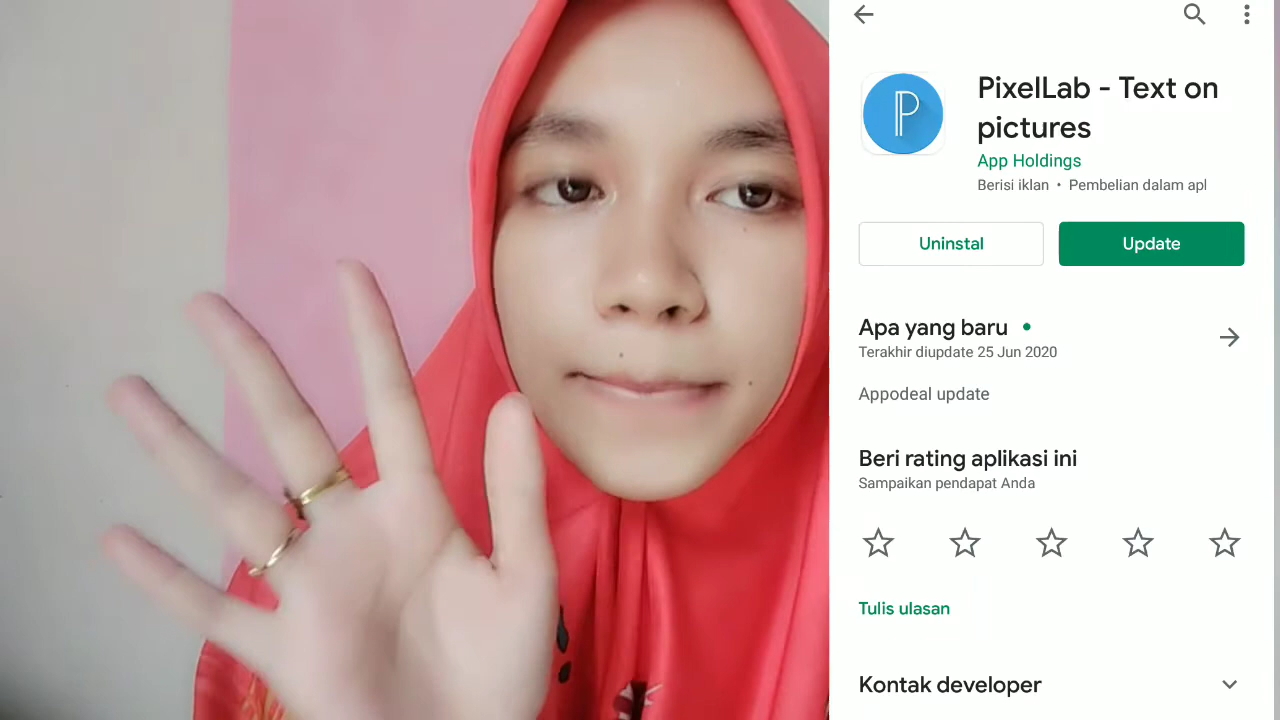 PixelLab - Text on
pictures
App Holdings
Berisi iklan • Pembelian dalam apl
Uninstal
Update
Apa yang baru
Terakhir diupdate 25 Jun 2020
Appodeal update
Beri rating aplikasi ini
Sampaikan pendapat Anda
Tulis ulasan
Kontak developer